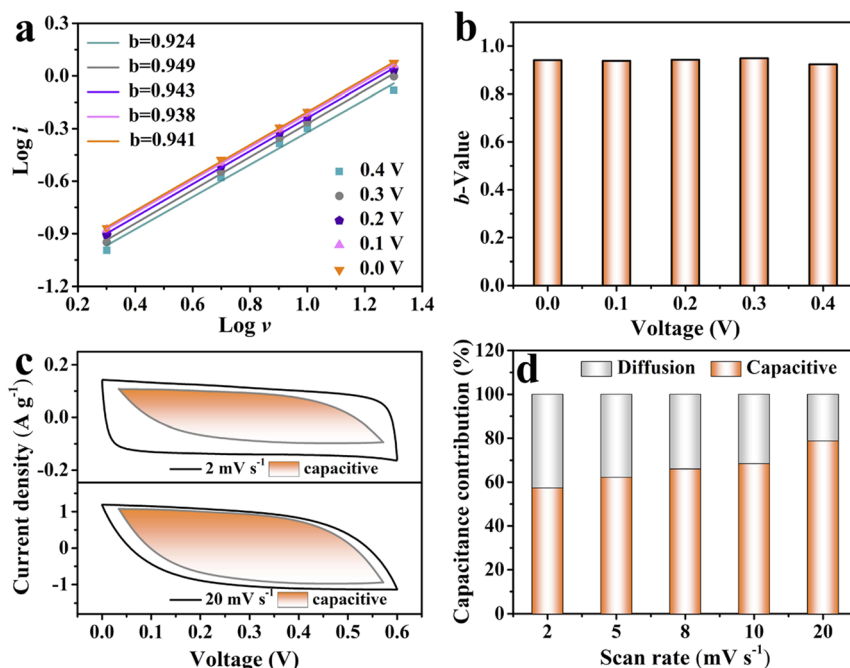 a
b=0.924
b=0.949
b=0.943
b=0.938
b=0.941
0.4 V
0.3 V
0.2 V
0.1 V
0.0 V
0.3
0.0
-0.3
-0.6
-0.9
-1.2
Log i
0.2 0.4 0.6 0.8 1.0 1.2 1.4
Log v
b
1.0
0.8
0.6
0.4
0.2
0.0
b-Value
0.0 0.1 0.2 0.3 0.4
Voltage (V)
c
0.2
0.0
-0.2
2 mV s-1 capacitive
1
0
-1
20 mV s-1 capacitive
Current density (A g-1)
0.0 0.1 0.2 0.3 0.4 0.5 0.6
Voltage (V)
d
Diffusion Capacitive
120
100
80
60
40
20
0
Capacitance contribution (%)
2 5 8 10 20
Scan rate (mV s-1)